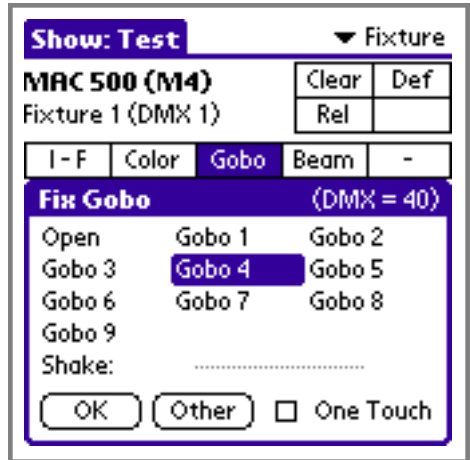 Show: Test Fixture
MAC 500 (M4) Clear Def
Fixture 1 (DMX 1) Rel
I-F Color Gobo Beam -
Fix Gobo (DMX = 40)
Open Gobo 1 Gobo 2
Gobo 3 Gobo 4 Gobo 5
Gobo 6 Gobo 7 Gobo 8
Gobo 9
Shake:
OK Other One Touch